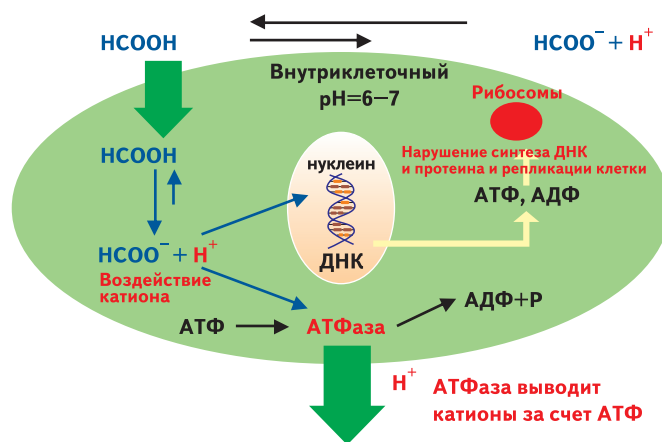 HCOOH
HCOO⁻ + H⁺
Внутриклеточный
pH=6–7
Рибосомы
HCOOH
нуклеин
Нарушение синтеза ДНК
и протеина и репликации клетки
АТФ, АДФ
HCOO⁻ + H⁺
ДНК
Воздействие
катиона
АТФ
АТФаза
АДФ+Р
H⁺
АТФаза выводит
катионы за счет АТФ